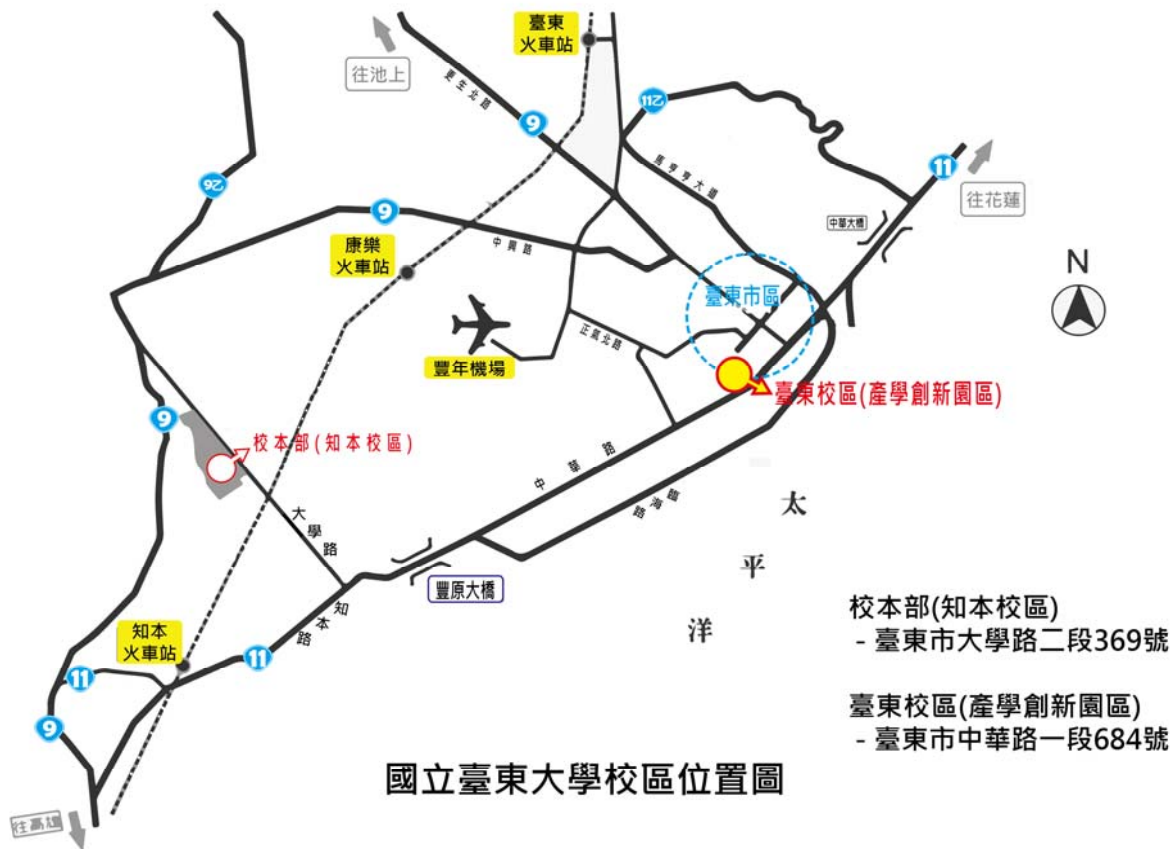 臺東
火車站
往池上
更生北路
9
11乙
馬亨亨大道
11
往花蓮
中華大橋
9乙
9
中興路
康樂
火車站
N
臺東市區
豐年機場
正氣北路
臺東校區(產學創新園區)
9
校本部(知本校區)
中華路
臨海路
大學路
太平洋
豐原大橋
知本路
知本
火車站
11
11
9
往高雄
校本部(知本校區)
- 臺東市大學路二段369號
臺東校區(產學創新園區)
- 臺東市中華路一段684號
國立臺東大學校區位置圖